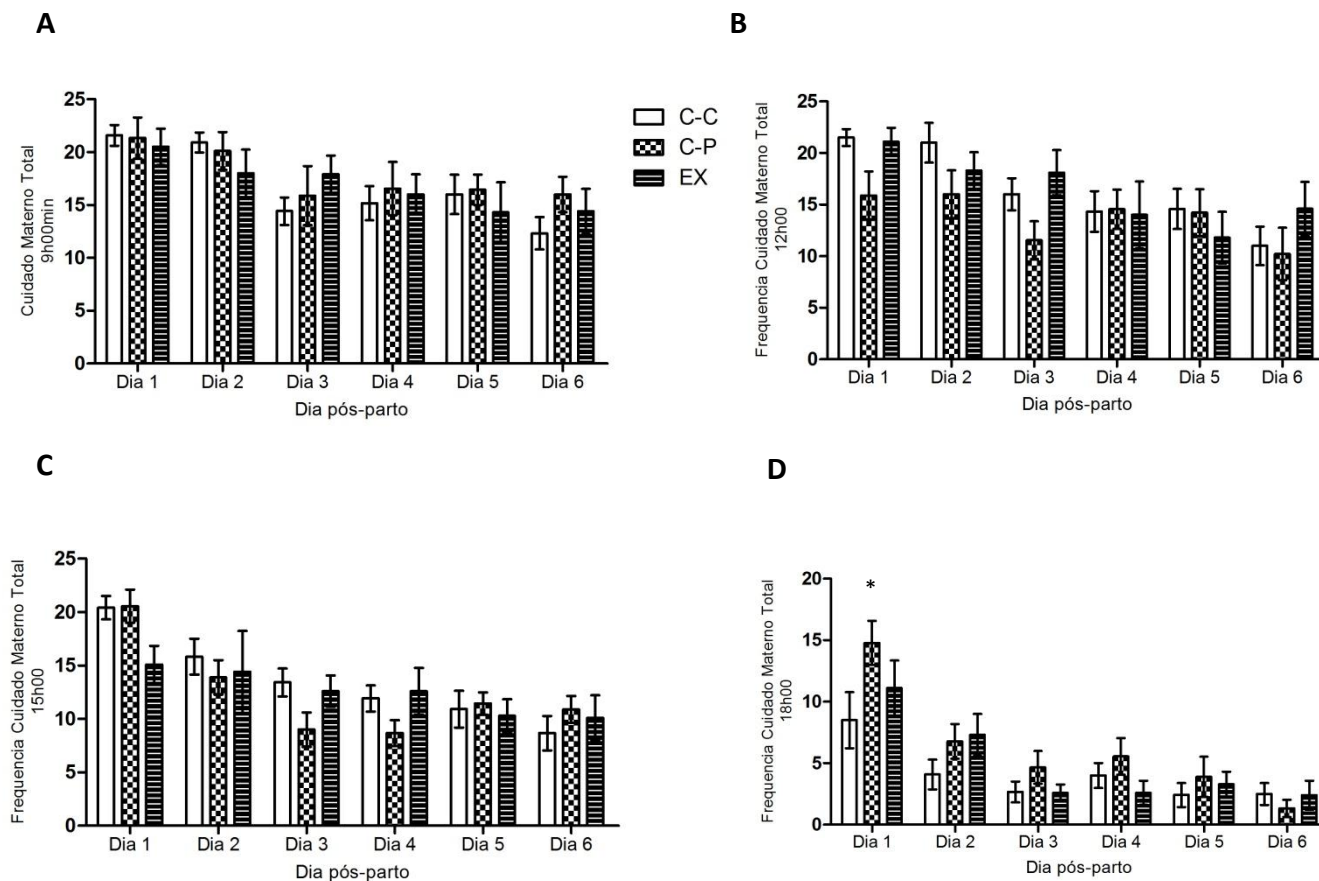 A
Cuidado Materno Total
9h00min
25
20
15
10
5
0
Dia 1 Dia 2 Dia 3 Dia 4 Dia 5 Dia 6
Dia pós-parto
C-C
C-P
EX
B
Frequencia Cuidado Materno Total
12h00
25
20
15
10
5
0
Dia 1 Dia 2 Dia 3 Dia 4 Dia 5 Dia 6
Dia pós-parto
C
Frequencia Cuidado Materno Total
15h00
25
20
15
10
5
0
Dia 1 Dia 2 Dia 3 Dia 4 Dia 5 Dia 6
Dia pós-parto
D
Frequencia Cuidado Materno Total
18h00
20
15
10
5
0
*
Dia 1 Dia 2 Dia 3 Dia 4 Dia 5 Dia 6
Dia pós-parto